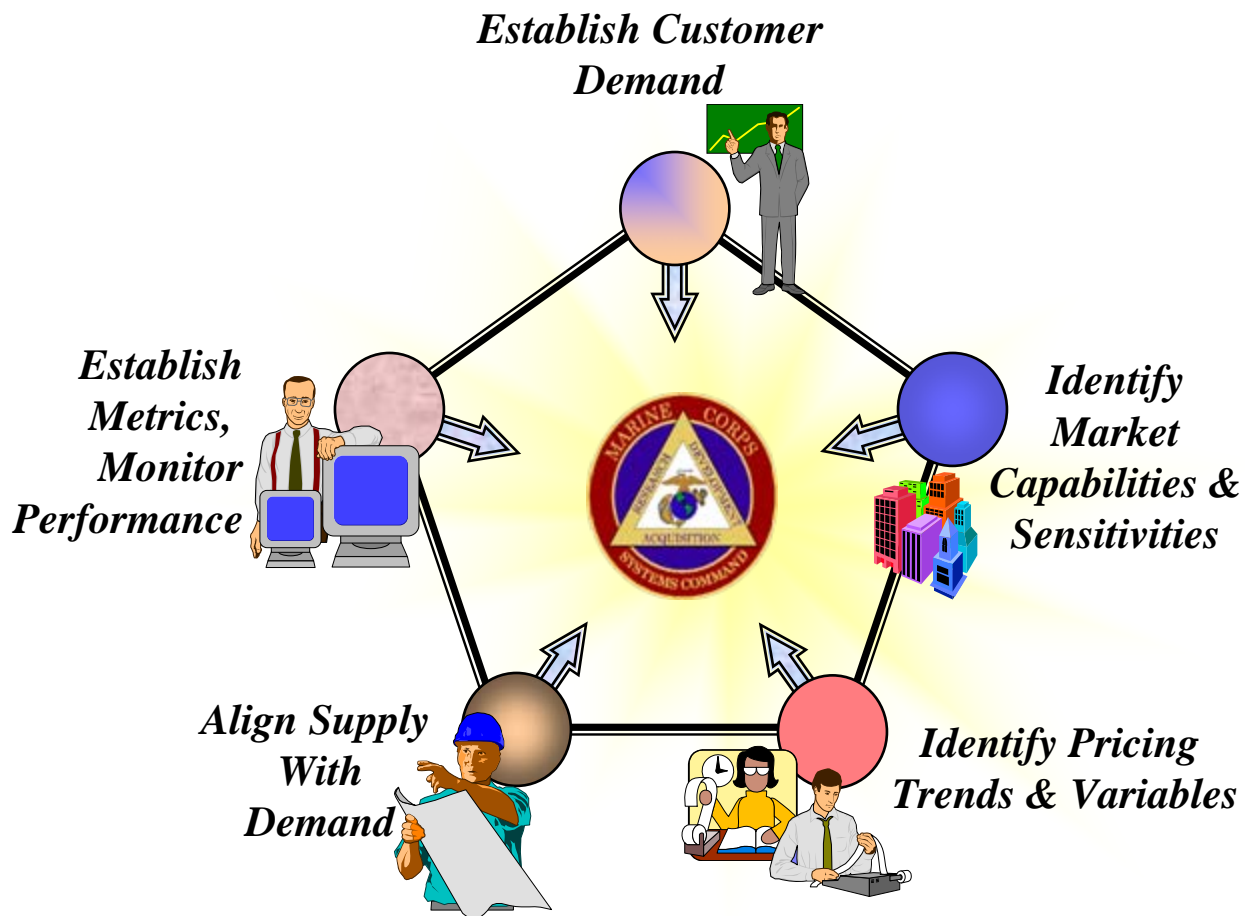 Establish Customer
Demand
Establish
Metrics,
Monitor
Performance
Identify
Market
Capabilities &
Sensitivities
MARINE CORPS
RESEARCH
DEVELOPMENT
ACQUISITION
SYSTEMS COMMAND
Align Supply
With
Demand
Identify Pricing
Trends & Variables